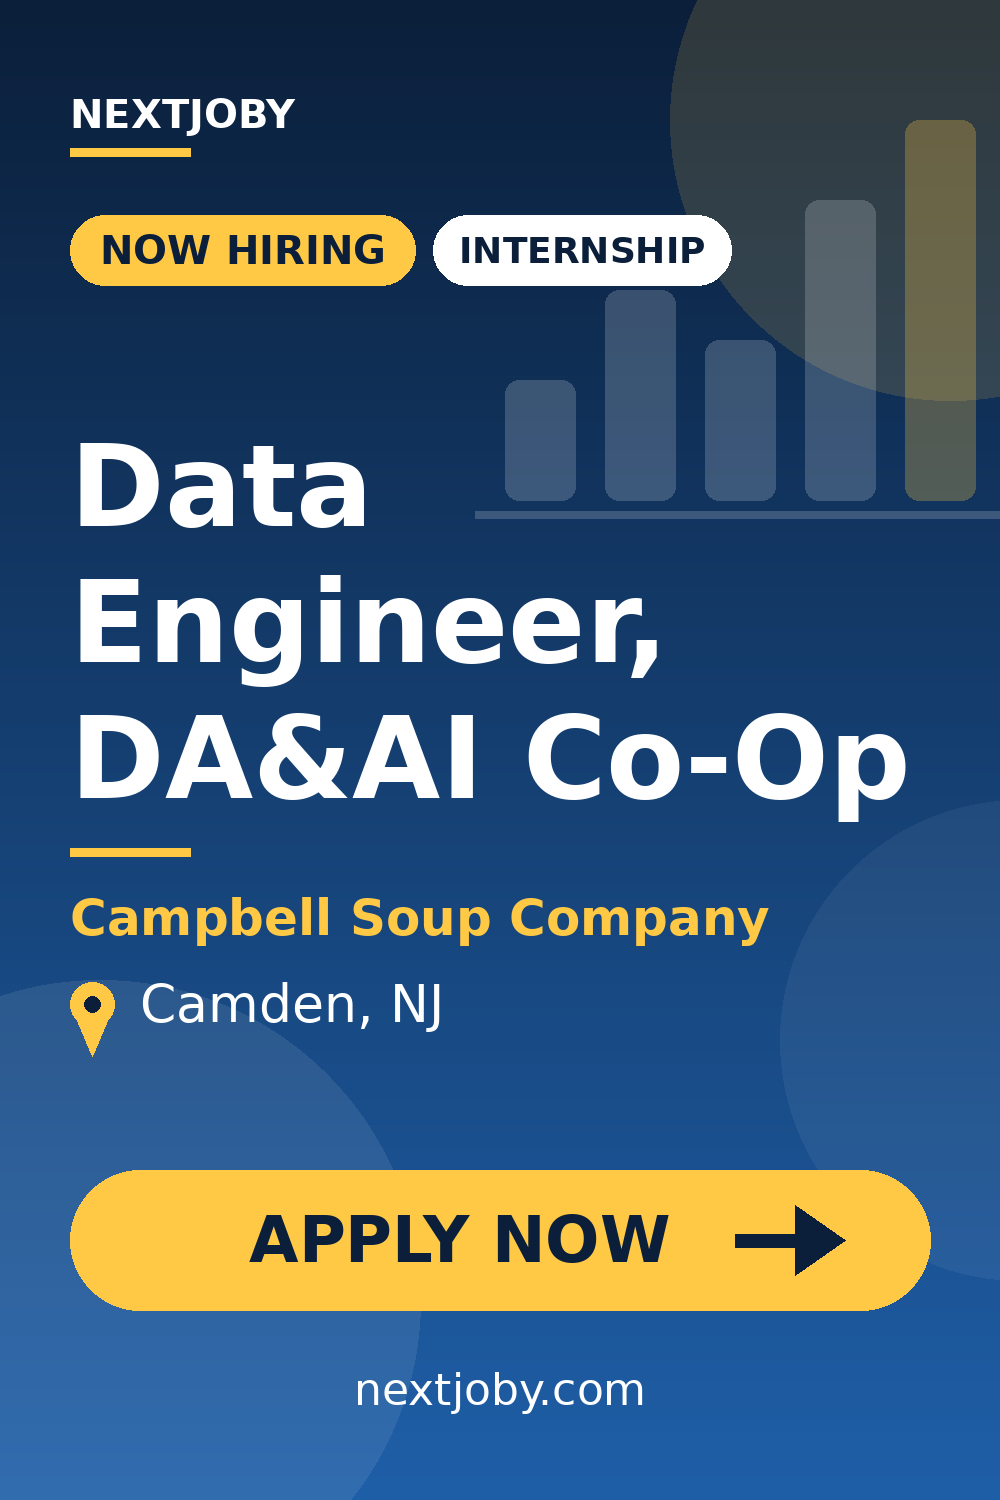 NEXTJOBY
NOW HIRING
INTERNSHIP
Data
Engineer,
DA&AI Co-Op
Campbell Soup Company
Camden, NJ
APPLY NOW
nextjoby.com